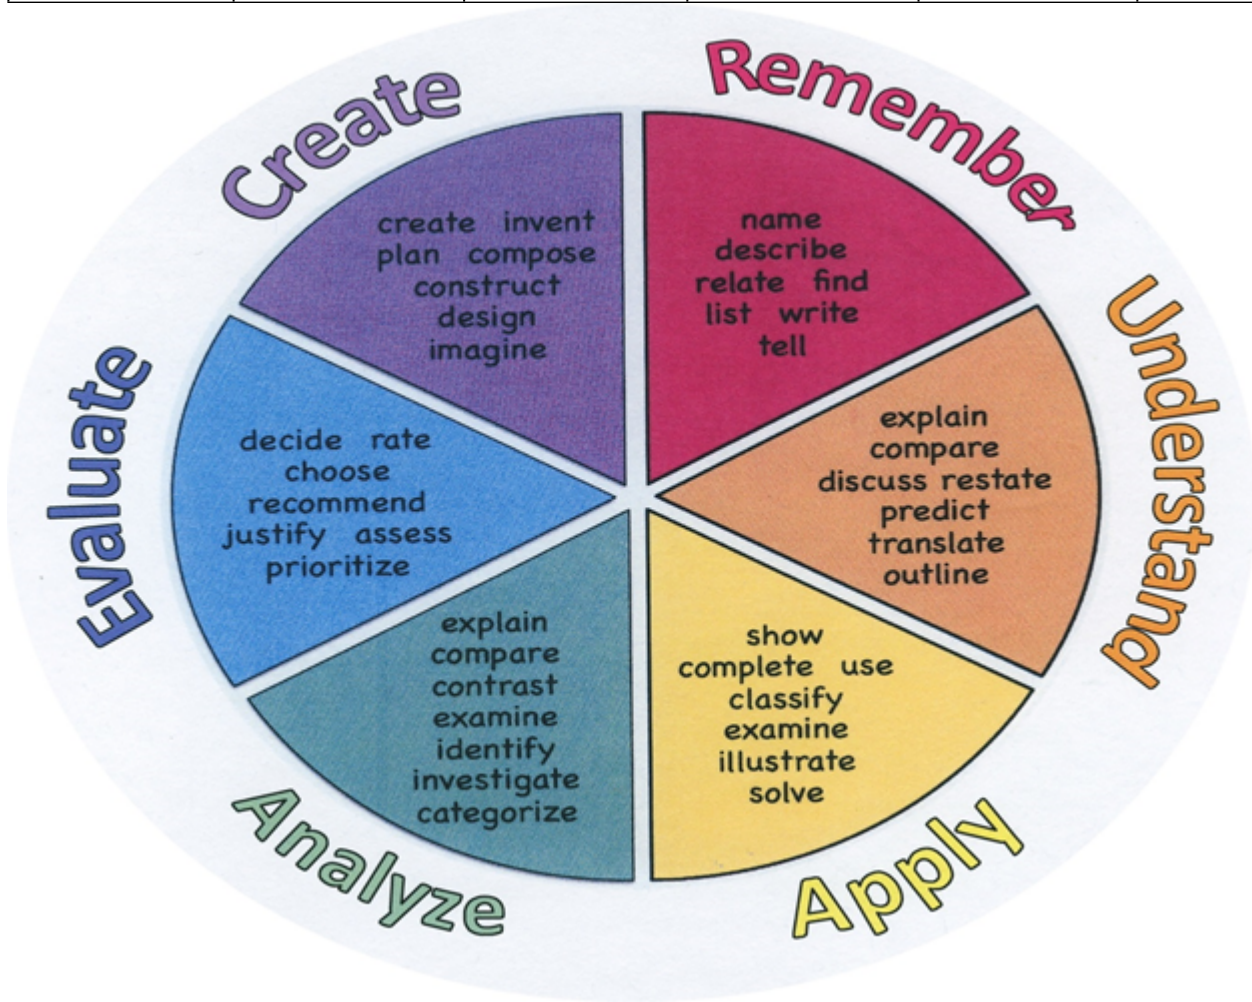 Remember
name
describe
relate find
list write
tell
Understand
explain
compare
discuss restate
predict
translate
outline
Apply
show
complete use
classify
examine
illustrate
solve
Analyze
explain
compare
contrast
examine
identify
investigate
categorize
Evaluate
decide rate
choose
recommend
justify assess
prioritize
Create
create invent
plan compose
construct
design
imagine